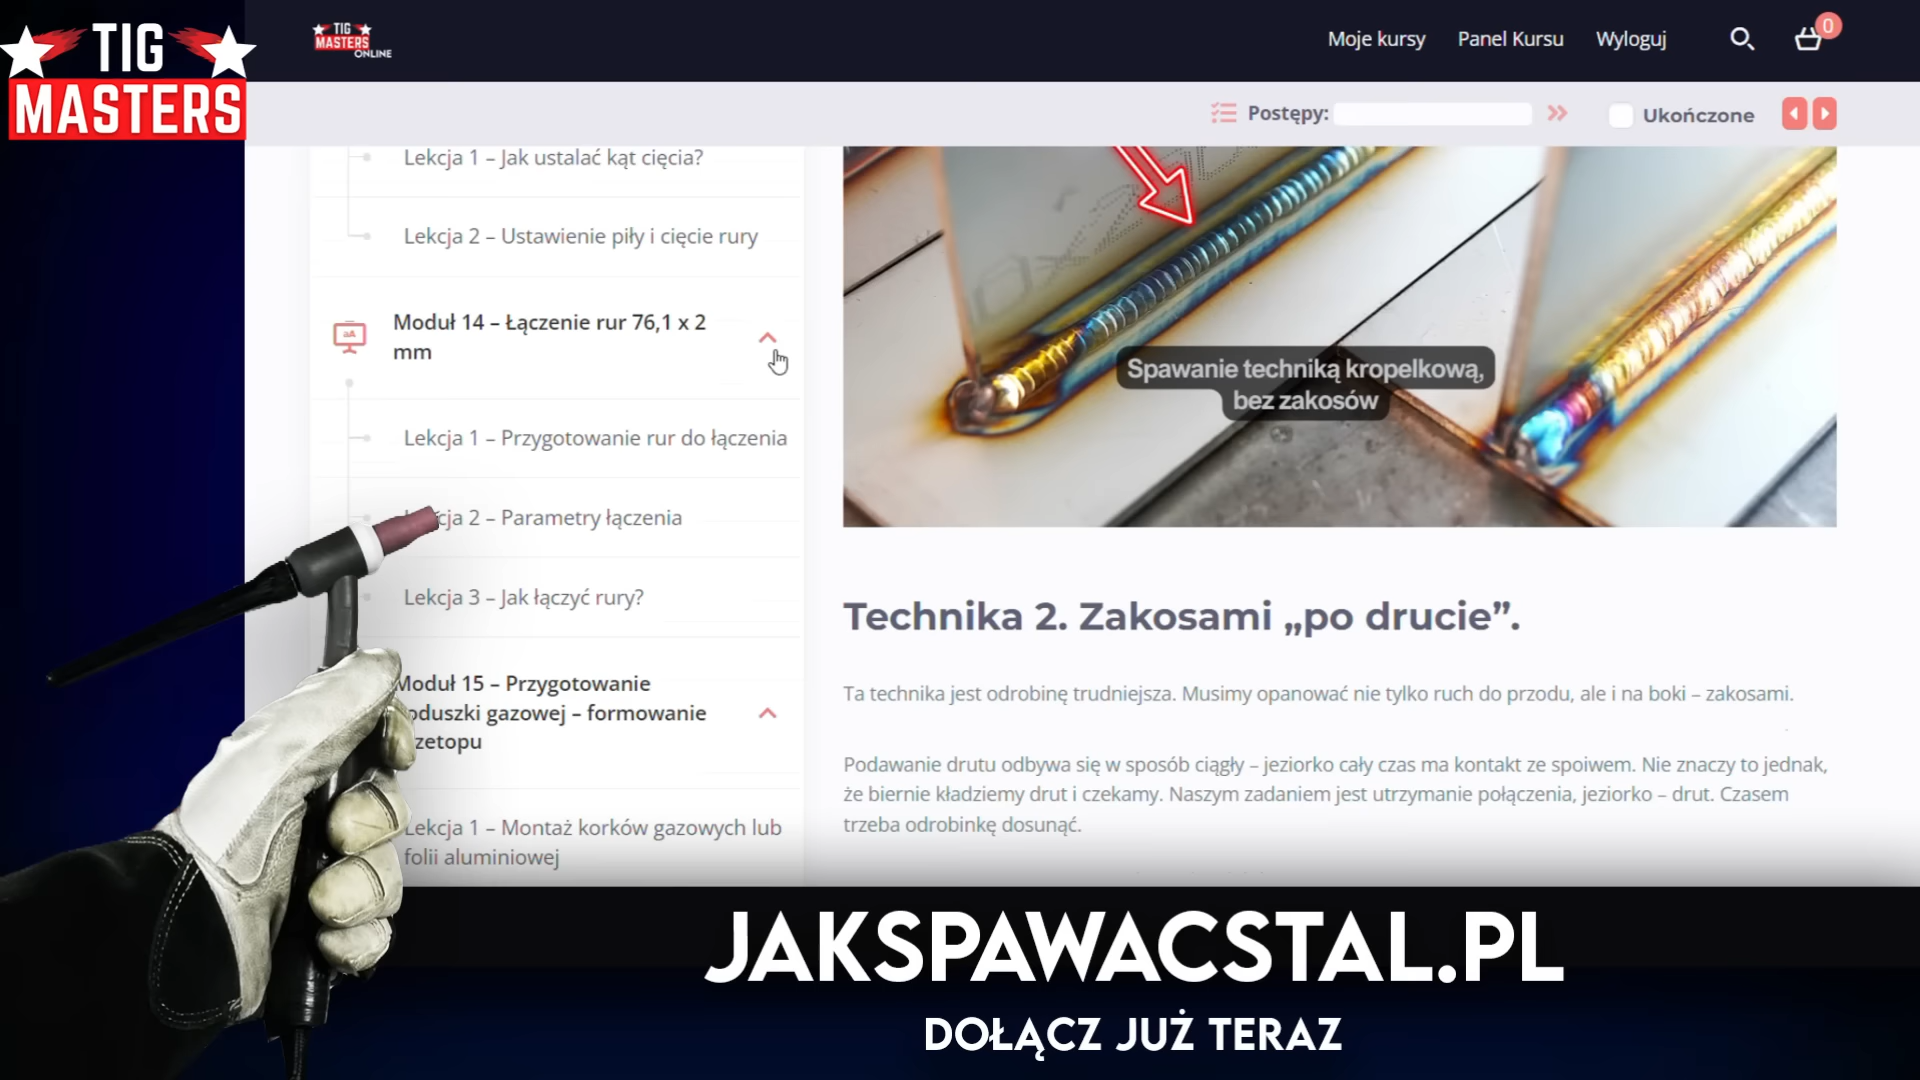 TIG
MASTERS
TIG
MASTERS
ONLINE
Moje kursy
Panel Kursu
Wyloguj
0
Postępy:
Ukończone
Lekcja 1 – Jak ustalać kąt cięcia?
Lekcja 2 – Ustawienie piły i cięcie rury
Moduł 14 – Łączenie rur 76,1 x 2
mm
Lekcja 1 – Przygotowanie rur do łączenia
cja 2 – Parametry łączenia
Lekcja 3 – Jak łączyć rury?
Moduł 15 – Przygotowanie
oduszki gazowej – formowanie
zetopu
Lekcja 1 – Montaż korków gazowych lub
folii aluminiowej
Spawanie techniką kropelkową,
bez zakosów
Technika 2. Zakosami „po drucie”.
Ta technika jest odrobinę trudniejsza. Musimy opanować nie tylko ruch do przodu, ale i na boki – zakosami.
Podawanie drutu odbywa się w sposób ciągły – jeziorko cały czas ma kontakt ze spoiwem. Nie znaczy to jednak,
że biernie kładziemy drut i czekamy. Naszym zadaniem jest utrzymanie połączenia, jeziorko – drut. Czasem
trzeba odrobinkę dosunąć.
JAKSPAWACSTAL.PL
DOŁĄCZ JUŻ TERAZ